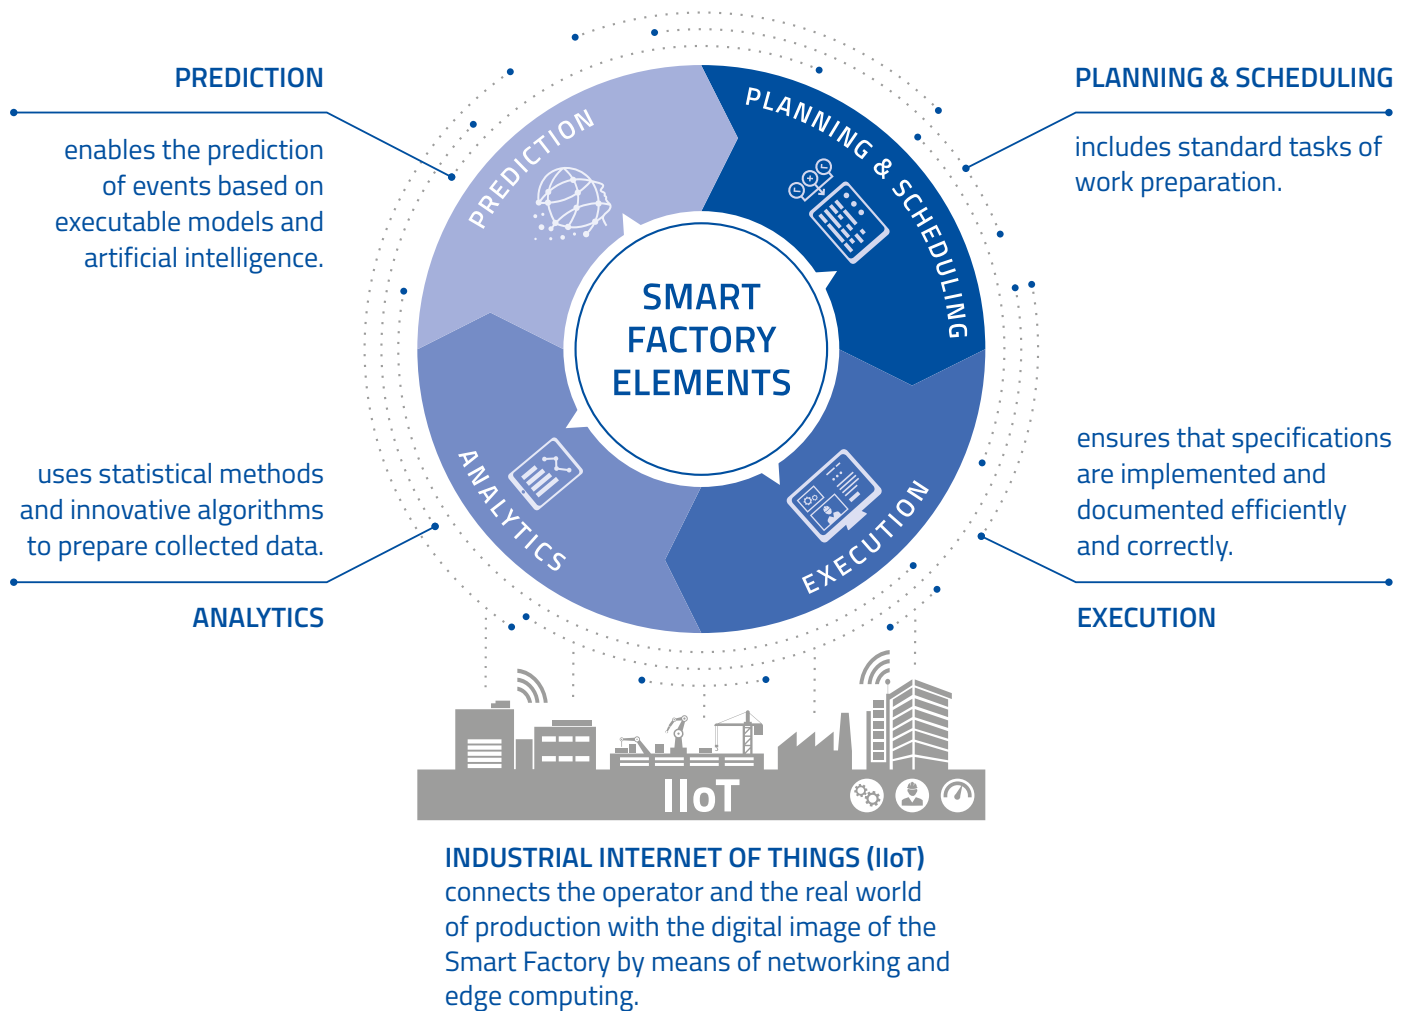 PREDICTION
enables the prediction
of events based on
executable models and
artificial intelligence.
PLANNING & SCHEDULING
includes standard tasks of
work preparation.
PREDICTION
PLANNING & SCHEDULING
SMART
FACTORY
ELEMENTS
ANALYTICS
EXECUTION
uses statistical methods
and innovative algorithms
to prepare collected data.
ANALYTICS
ensures that specifications
are implemented and
documented efficiently
and correctly.
EXECUTION
IIoT
INDUSTRIAL INTERNET OF THINGS (IIoT)
connects the operator and the real world
of production with the digital image of the
Smart Factory by means of networking and
edge computing.